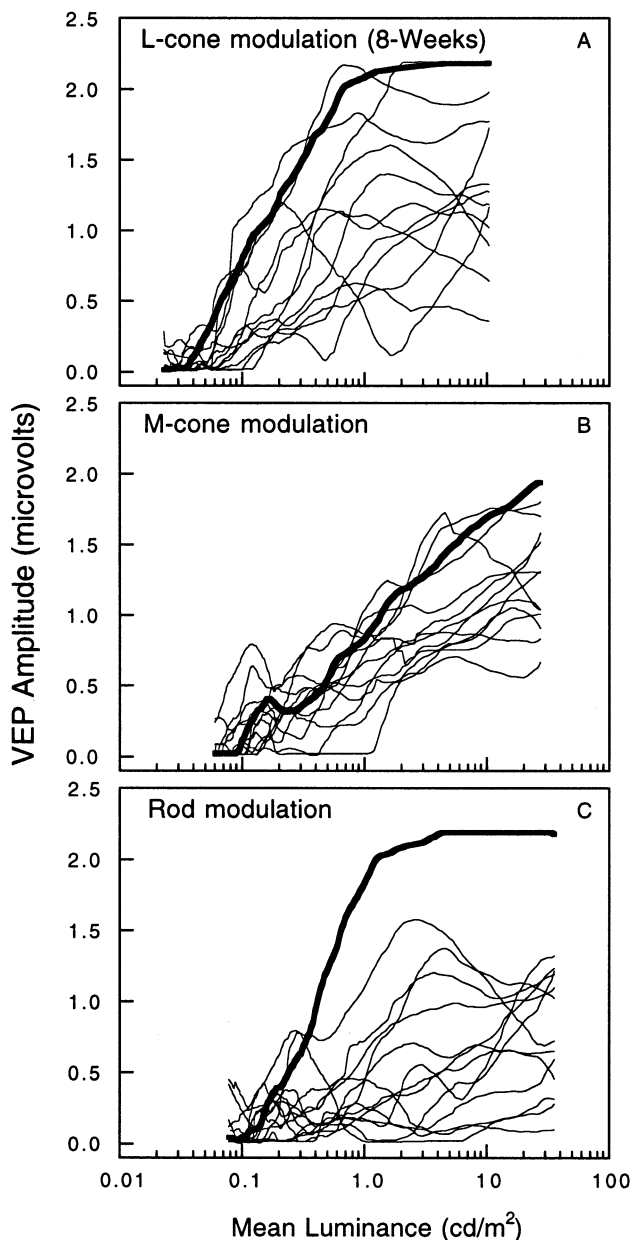 L-cone modulation (8-Weeks)
A
2.5
2.0
1.5
1.0
0.5
0.0
M-cone modulation
B
2.5
2.0
1.5
1.0
0.5
0.0
Rod modulation
C
2.5
2.0
1.5
1.0
0.5
0.0
VEP Amplitude (microvolts)
0.01
0.1
1.0
10
100
Mean Luminance (cd/m²)